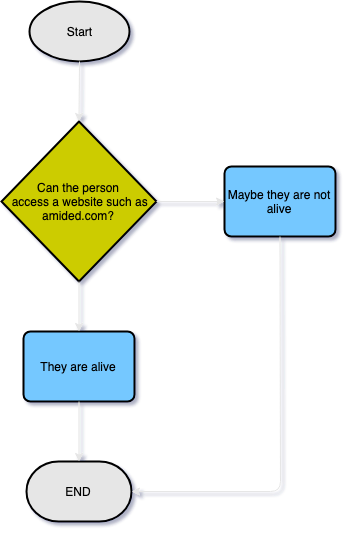 Start
Can the person
access a website such as
amided.com?
Maybe they are not
alive
They are alive
END